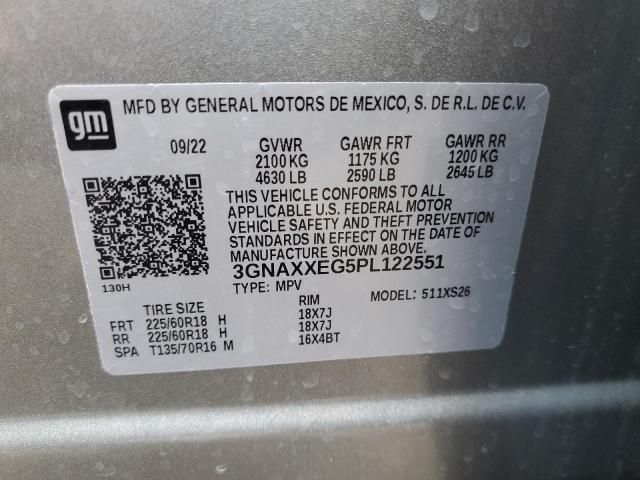 gm
MFD BY GENERAL MOTORS DE MEXICO, S. DE R.L. DE C.V.
09/22 GVWR GAWR FRT GAWR RR
2100 KG 1175 KG 1200 KG
4630 LB 2590 LB 2645 LB
THIS VEHICLE CONFORMS TO ALL
APPLICABLE U.S. FEDERAL MOTOR
VEHICLE SAFETY AND THEFT PREVENTION
STANDARDS IN EFFECT ON THE DATE OF
MANUFACTURE SHOWN ABOVE.
130H
3GNAXXEG5PL122551
TYPE: MPV MODEL: 511XS26
TIRE SIZE RIM
FRT 225/60R18 H 18X7J
RR 225/60R18 H 18X7J
SPA T135/70R16 M 16X4BT